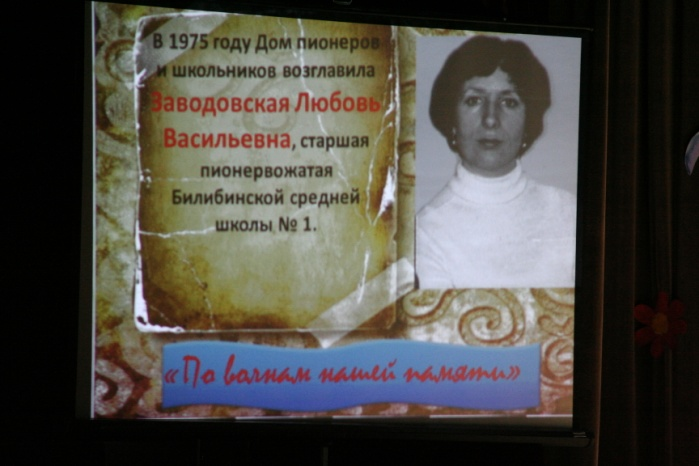 В 1975 году Дом пионеров
и школьников возглавила
Заводовская Любовь
Васильевна, старшая
пионервожатая
Билибинской средней
школы № 1.
«По волнам нашей памяти»